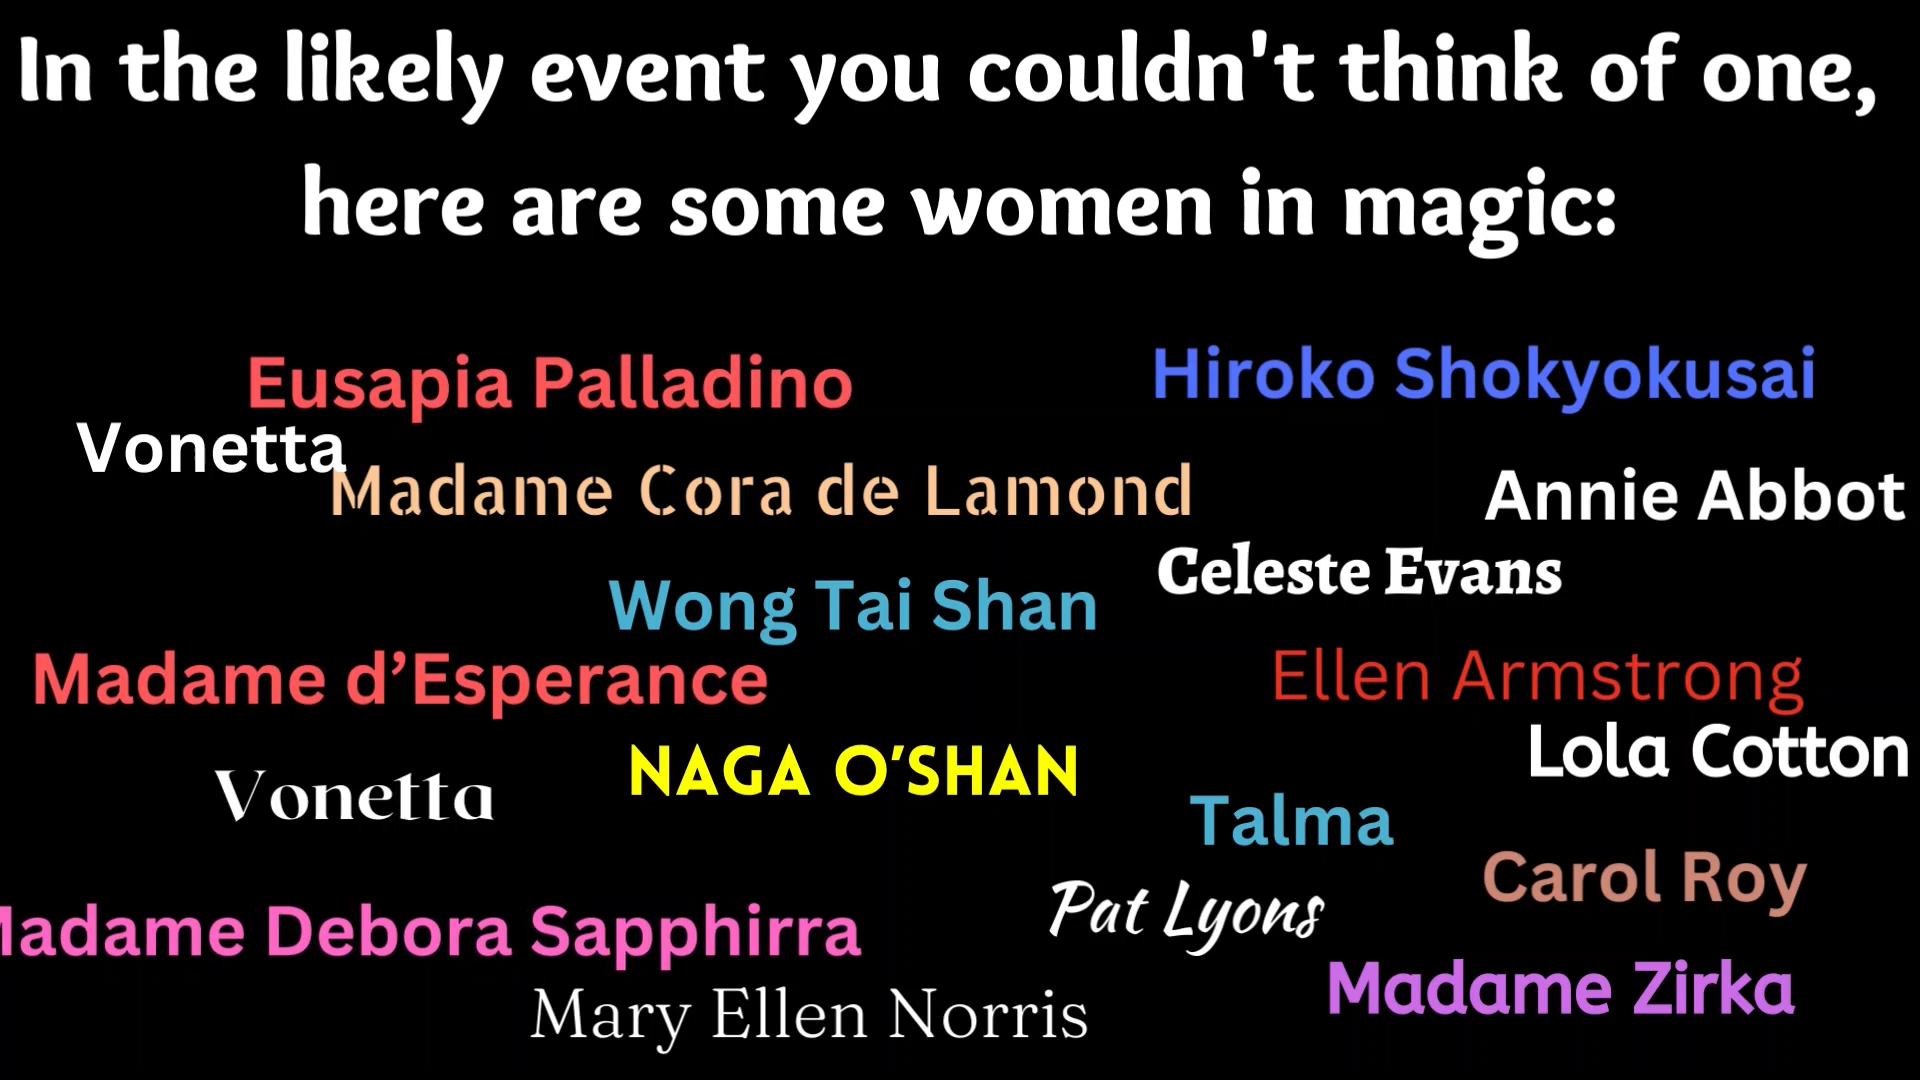 In the likely event you couldn't think of one,
here are some women in magic:
Eusapia Palladino
Hiroko Shokyokusai
Vonetta
Madame Cora de Lamond
Annie Abbot
Celeste Evans
Wong Tai Shan
Madame d’Esperance
Ellen Armstrong
Lola Cotton
NAGA O’SHAN
Vonetta
Talma
Carol Roy
Pat Lyons
Madame Debora Sapphirra
Madame Zirka
Mary Ellen Norris